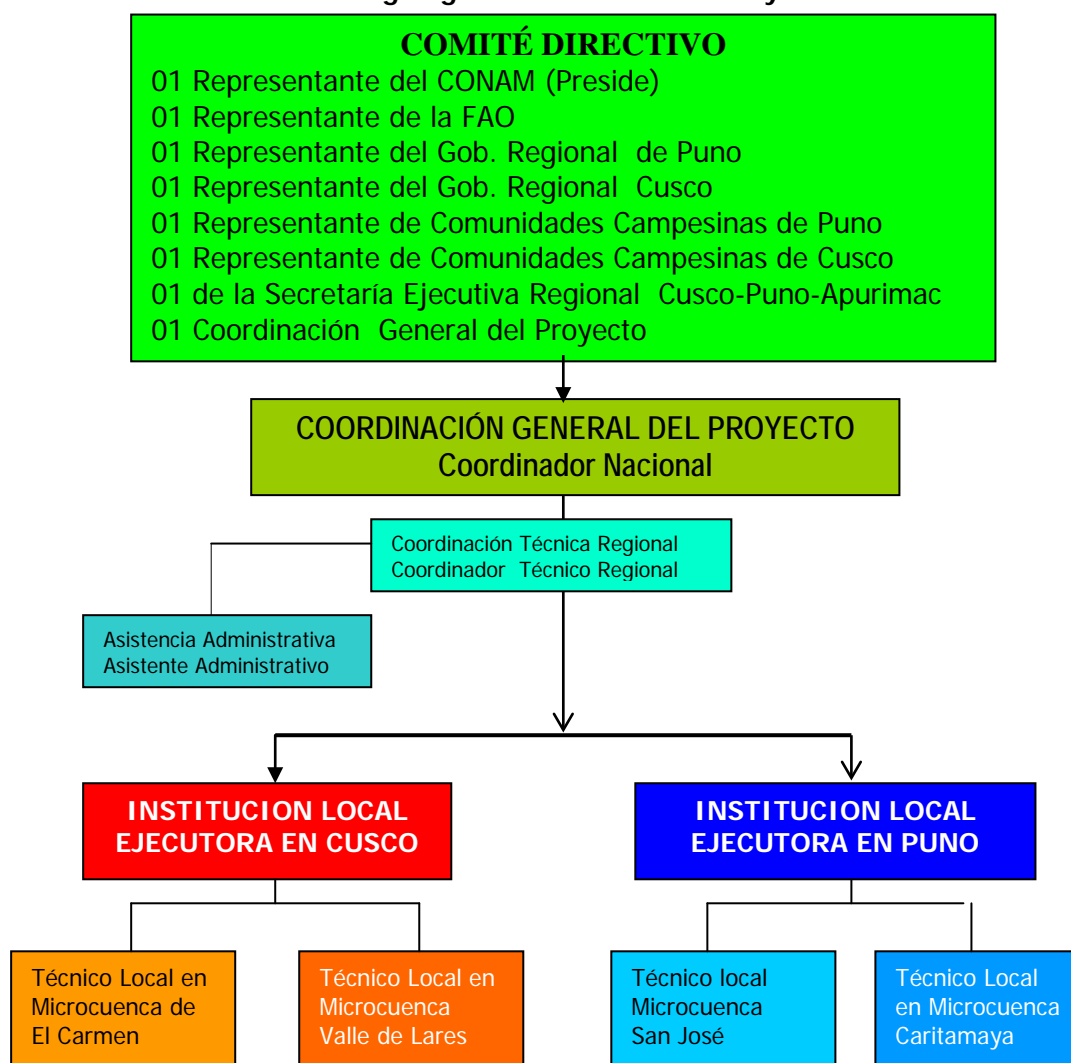 COMITÉ DIRECTIVO
01 Representante del CONAM (Preside)
01 Representante de la FAO
01 Representante del Gob. Regional de Puno
01 Representante del Gob. Regional Cusco
01 Representante de Comunidades Campesinas de Puno
01 Representante de Comunidades Campesinas de Cusco
01 de la Secretaría Ejecutiva Regional Cusco-Puno-Apurimac
01 Coordinación General del Proyecto
COORDINACIÓN GENERAL DEL PROYECTO
Coordinador Nacional
Coordinación Técnica Regional
Coordinador Técnico Regional
Asistencia Administrativa
Asistente Administrativo
INSTITUCION LOCAL
EJECUTORA EN CUSCO
INSTITUCION LOCAL
EJECUTORA EN PUNO
Técnico Local en
Microcuenca de
El Carmen
Técnico Local en
Microcuenca
Valle de Lares
Técnico local
Microcuenca
San José
Técnico Local
en Microcuenca
Caritamaya